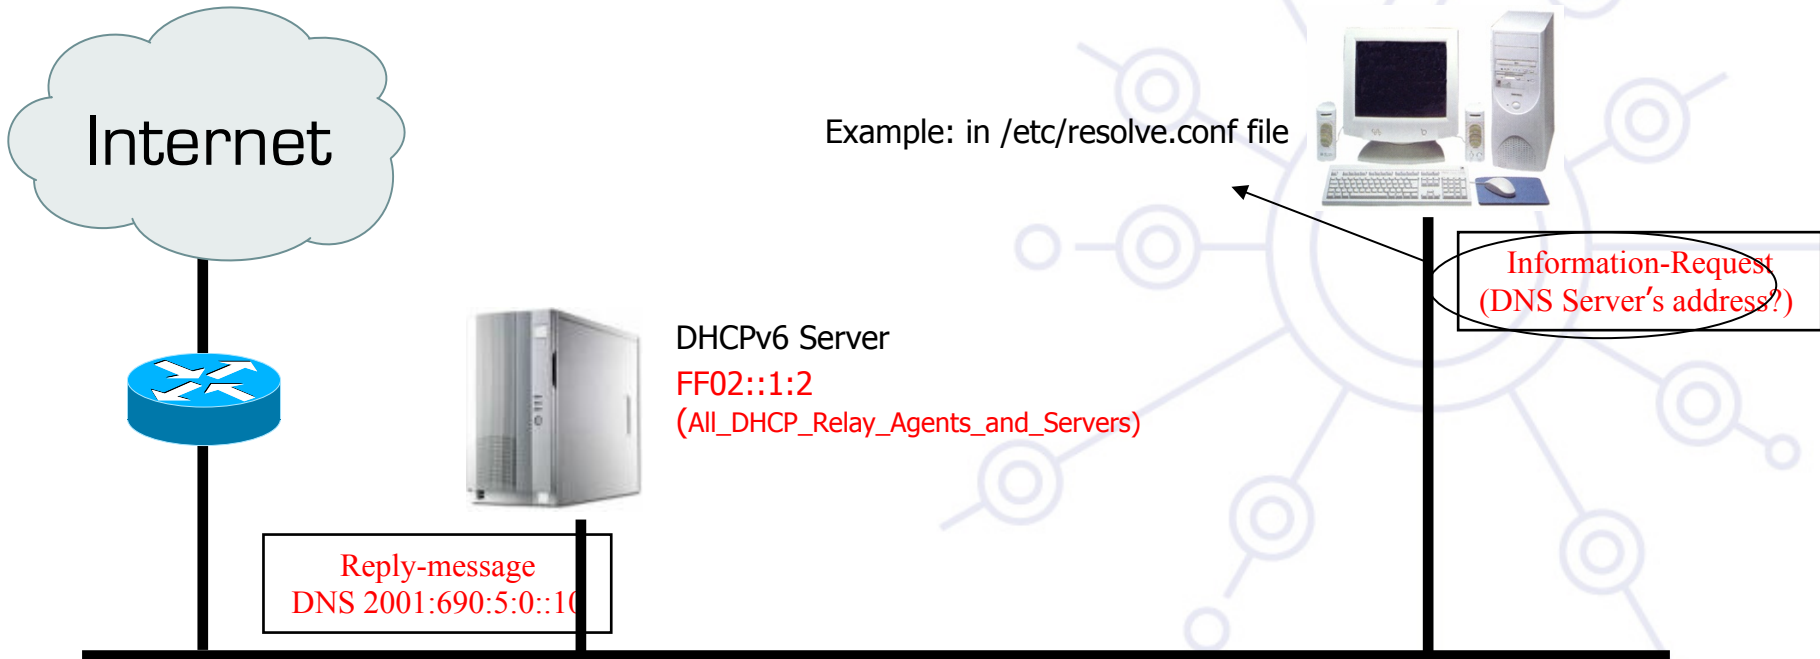 Internet
Example: in /etc/resolve.conf file
Information-Request
(DNS Server’s address?)
DHCPv6 Server
FF02::1:2
(All_DHCP_Relay_Agents_and_Servers)
Reply-message
DNS 2001:690:5:0::10